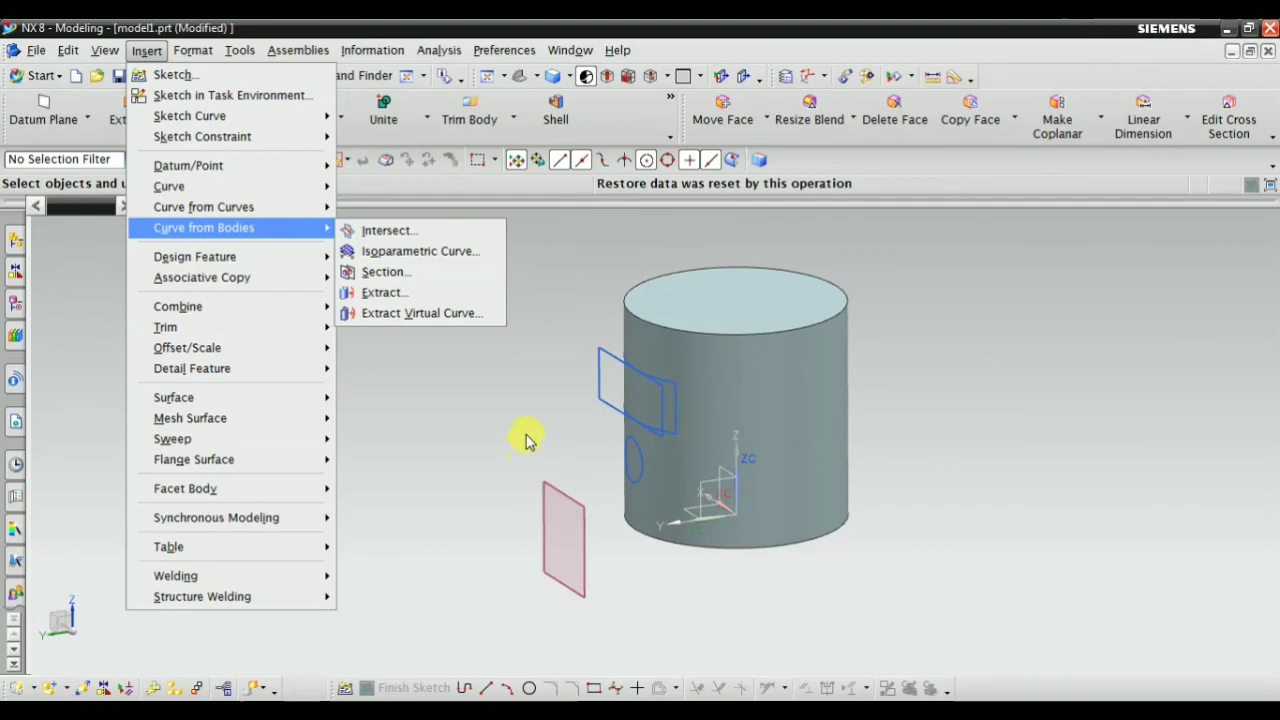 NX 8 - Modeling - [model1.prt (Modified) ]
SIEMENS
File Edit View Insert Format Tools Assemblies Information Analysis Preferences Window Help
Start
and Finder
Datum Plane
Ext
Unite
Trim Body
Shell
Move Face
Resize Blend
Delete Face
Copy Face
Make Coplanar
Linear Dimension
Edit Cross Section
No Selection Filter
Select objects and u
Restore data was reset by this operation
Sketch...
Sketch in Task Environment...
Sketch Curve
Sketch Constraint
Datum/Point
Curve
Curve from Curves
Curve from Bodies
Design Feature
Associative Copy
Combine
Trim
Offset/Scale
Detail Feature
Surface
Mesh Surface
Sweep
Flange Surface
Facet Body
Synchronous Modeling
Table
Welding
Structure Welding
Intersect...
Isoparametric Curve...
Section...
Extract...
Extract Virtual Curve...
Z
ZC
X
Y
Z
Y
Finish Sketch